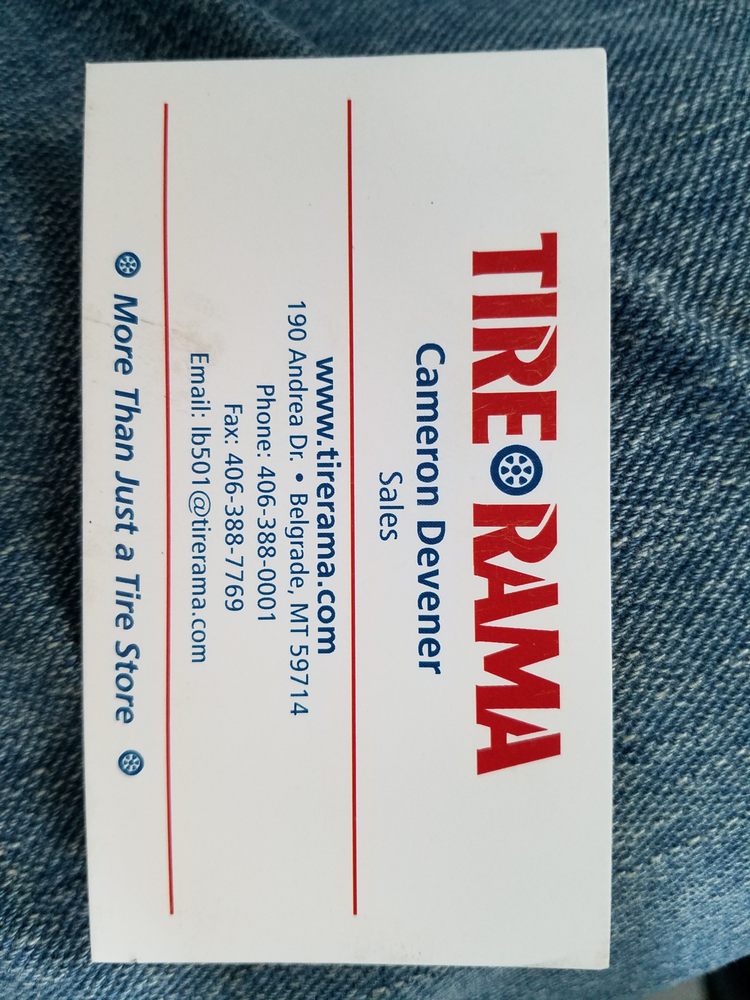 TIRE RAMA
Cameron Devener
Sales
www.tirerama.com
190 Andrea Dr. • Belgrade, MT 59714
Phone: 406-388-0001
Fax: 406-388-7769
Email: lb501@tirerama.com
More Than Just a Tire Store